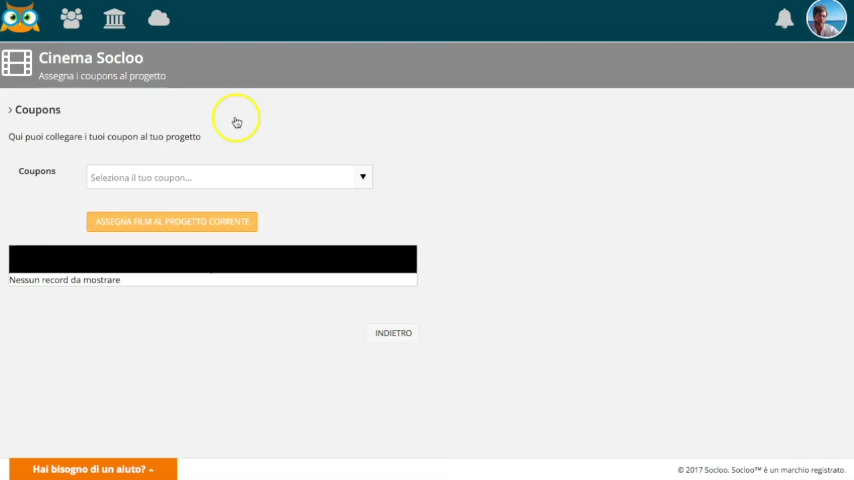 Cinema Socloo
Assegna i coupons al progetto
› Coupons
Qui puoi collegare i tuoi coupon al tuo progetto
Coupons
Seleziona il tuo coupon...
ASSEGNA FILM AL PROGETTO CORRENTE
Nessun record da mostrare
INDIETRO
Hai bisogno di un aiuto?
© 2017 Socloo. Socloo™ è un marchio registrato.